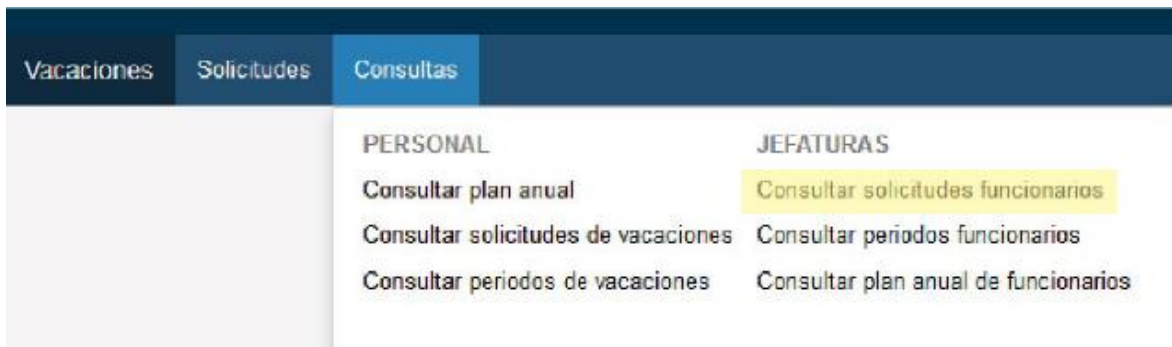 Vacaciones Solicitudes Consultas
PERSONAL
Consultar plan anual
Consultar solicitudes de vacaciones
Consultar periodos de vacaciones
JEFATURAS
Consultar solicitudes funcionarios
Consultar periodos funcionarios
Consultar plan anual de funcionarios